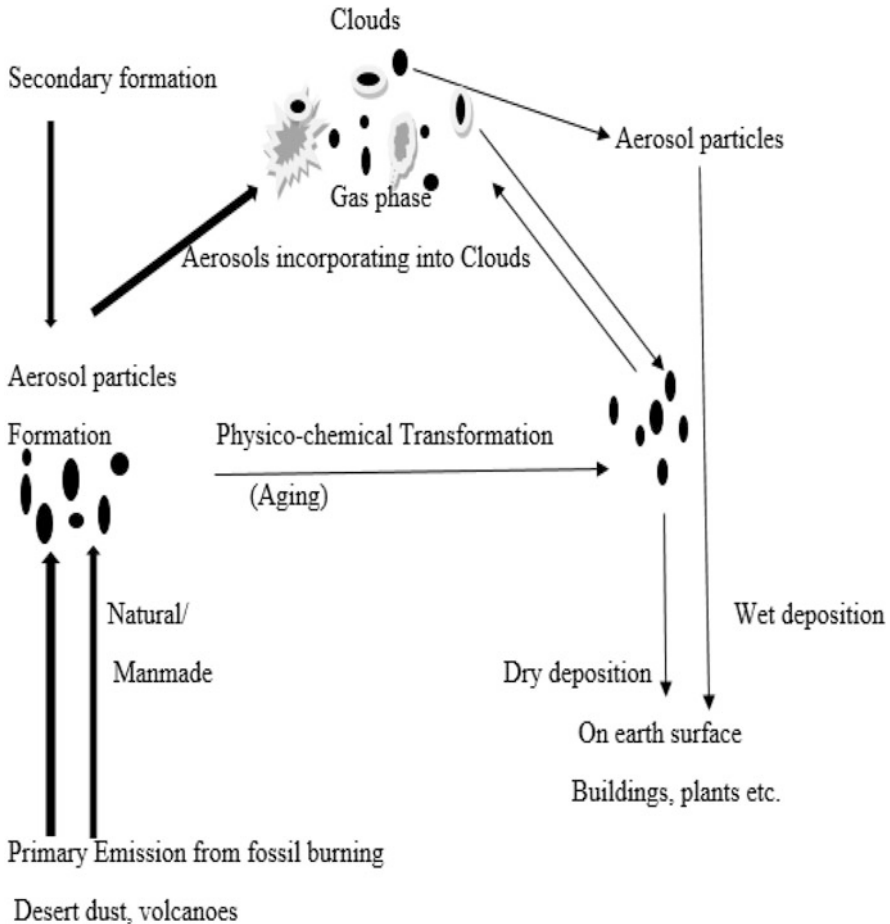 Clouds
Secondary formation
Aerosol particles
Gas phase
Aerosols incorporating into Clouds
Aerosol particles
Formation
Physico-chemical Transformation
(Aging)
Natural/
Manmade
Wet deposition
Dry deposition
On earth surface
Buildings, plants etc.
Primary Emission from fossil burning
Desert dust, volcanoes